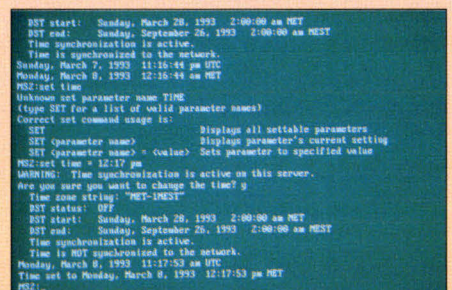 DST start: Sunday, March 28, 1993 2:00:00 am MET
DST end: Sunday, September 26, 1993 2:00:00 am MEST
Time synchronization is active.
Time is synchronized to the network.
Sunday, March 7, 1993 11:16:44 pm UTC
Monday, March 8, 1993 12:16:44 am MET
MS2:set time
Unknown set parameter name TIME
(type SET for a list of valid parameter names)
Correct set command usage is:
SET Displays all settable parameters
SET <parameter name> Displays parameter's current setting
SET <parameter name> = <value> Sets parameter to specified value
MS2:set time = 12:17 pm
WARNING: Time synchronization is active on this server.
Are you sure you want to change the time? y
Time zone string: "MET-1MEST"
DST status: OFF
DST start: Sunday, March 28, 1993 2:00:00 am MET
DST end: Sunday, September 26, 1993 2:00:00 am MEST
Time synchronization is active.
Time is NOT synchronized to the network.
Monday, March 8, 1993 11:17:53 am UTC
Time set to Monday, March 8, 1993 12:17:53 pm MET
MS2: